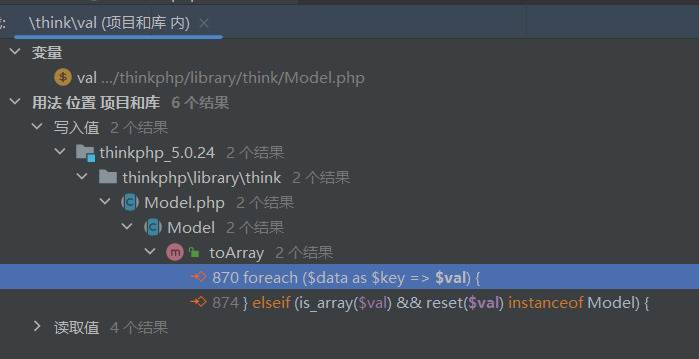 戈: \think\val (项目和库 内) ×
变量
$ val .../thinkphp/library/think/Model.php
用法 位置 项目和库 6 个结果
写入值 2 个结果
thinkphp_5.0.24 2 个结果
thinkphp\library\think 2 个结果
C Model.php 2 个结果
C Model 2 个结果
m toArray 2 个结果
870 foreach ($data as $key => $val) {
874 } elseif (is_array($val) && reset($val) instanceof Model) {
读取值 4 个结果